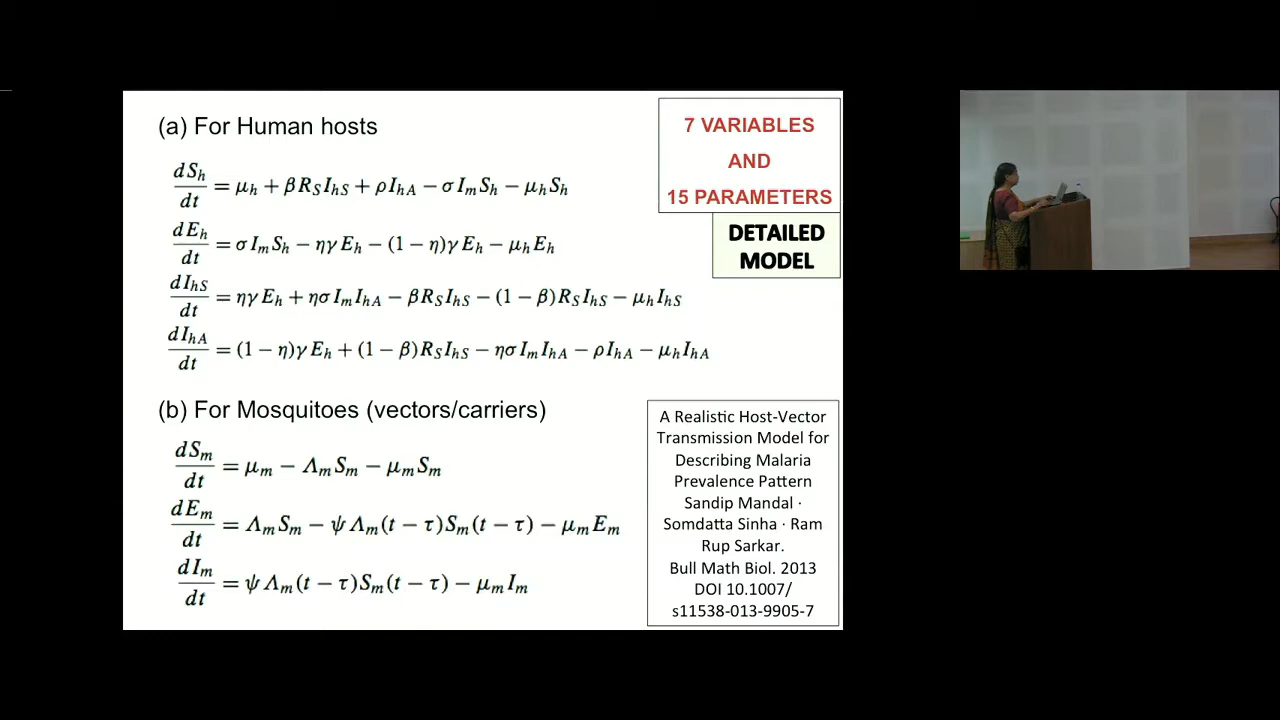 (a) For Human hosts
7 VARIABLES
AND
15 PARAMETERS
DETAILED
MODEL
dS_h/dt = μ_h + βR_S I_hS + ρI_hA − σI_m S_h − μ_h S_h
dE_h/dt = σI_m S_h − ηγE_h − (1 − η)γE_h − μ_h E_h
dI_hS/dt = ηγE_h + ησI_m I_hA − βR_S I_hS − (1 − β)R_S I_hS − μ_h I_hS
dI_hA/dt = (1 − η)γE_h + (1 − β)R_S I_hS − ησI_m I_hA − ρI_hA − μ_h I_hA
(b) For Mosquitoes (vectors/carriers)
dS_m/dt = μ_m − Λ_m S_m − μ_m S_m
dE_m/dt = Λ_m S_m − ψΛ_m(t − τ)S_m(t − τ) − μ_m E_m
dI_m/dt = ψΛ_m(t − τ)S_m(t − τ) − μ_m I_m
A Realistic Host-Vector
Transmission Model for
Describing Malaria
Prevalence Pattern
Sandip Mandal ·
Somdatta Sinha · Ram
Rup Sarkar.
Bull Math Biol. 2013
DOI 10.1007/
s11538-013-9905-7